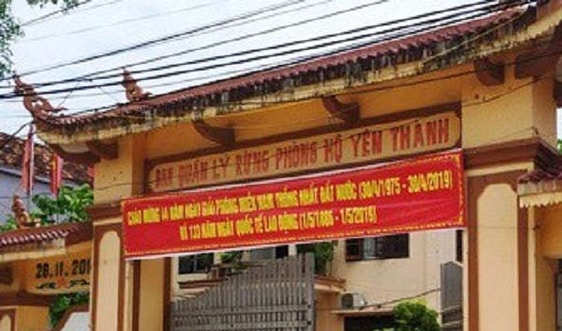 BAN QUẢN LÝ RỪNG PHÒNG HỘ YÊN THÀNH
CHÀO MỪNG 44 NĂM NGÀY GIẢI PHÓNG MIỀN NAM THỐNG NHẤT ĐẤT NƯỚC (30/4/1975 - 30/4/2019)
VÀ 133 NĂM NGÀY QUỐC TẾ LAO ĐỘNG (1/5/1886 - 1/5/2019)
28.11.